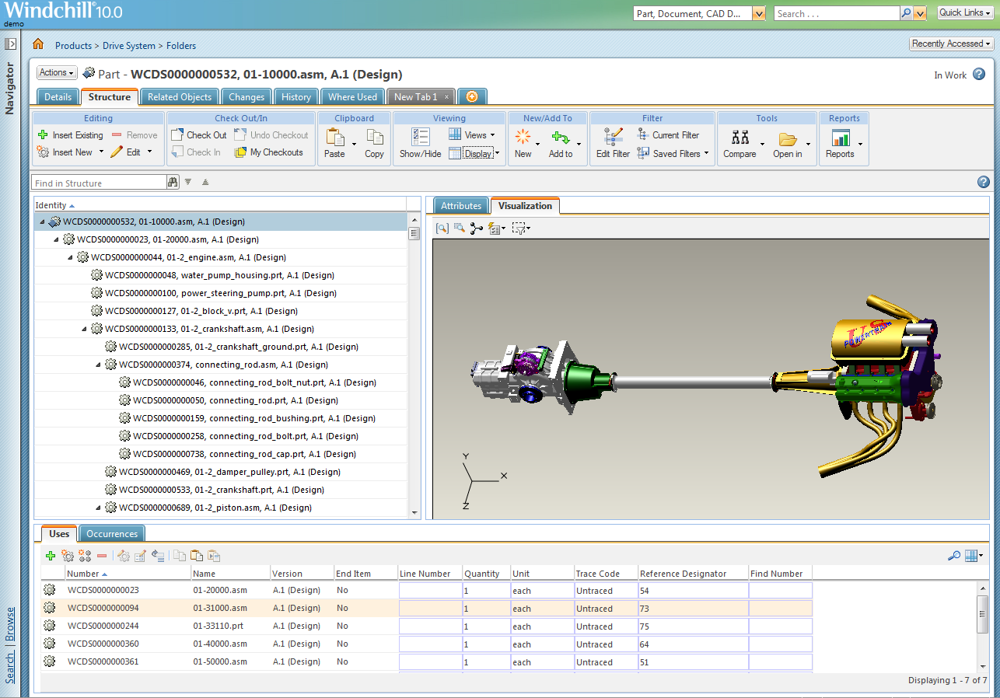 Windchill® 10.0
demo
Part, Document, CAD D...
Search . . .
Quick Links
Products > Drive System > Folders
Recently Accessed
Navigator
Actions
Part - WCDS0000000532, 01-10000.asm, A.1 (Design)
In Work
Details
Structure
Related Objects
Changes
History
Where Used
New Tab 1 ×
Editing
Insert Existing
Remove
Insert New
Edit
Check Out/In
Check Out
Undo Checkout
Check In
My Checkouts
Clipboard
Paste
Copy
Viewing
Show/Hide
Views
Display
New/Add To
New
Add to
Filter
Edit Filter
Current Filter
Saved Filters
Tools
Compare
Open in
Reports
Reports
Find in Structure
Identity
WCDS0000000532, 01-10000.asm, A.1 (Design)
WCDS0000000023, 01-20000.asm, A.1 (Design)
WCDS0000000044, 01-2_engine.asm, A.1 (Design)
WCDS0000000048, water_pump_housing.prt, A.1 (Design)
WCDS0000000100, power_steering_pump.prt, A.1 (Design)
WCDS0000000127, 01-2_block_v.prt, A.1 (Design)
WCDS0000000133, 01-2_crankshaft.asm, A.1 (Design)
WCDS0000000285, 01-2_crankshaft_ground.prt, A.1 (Design)
WCDS0000000374, connecting_rod.asm, A.1 (Design)
WCDS0000000046, connecting_rod_bolt_nut.prt, A.1 (Design)
WCDS0000000050, connecting_rod.prt, A.1 (Design)
WCDS0000000159, connecting_rod_bushing.prt, A.1 (Design)
WCDS0000000258, connecting_rod_bolt.prt, A.1 (Design)
WCDS0000000738, connecting_rod_cap.prt, A.1 (Design)
WCDS0000000469, 01-2_damper_pulley.prt, A.1 (Design)
WCDS0000000533, 01-2_crankshaft.prt, A.1 (Design)
WCDS0000000689, 01-2_piston.asm, A.1 (Design)
Attributes
Visualization
US
POWERTRAIN
Y
X
Z
Uses
Occurrences
Number Name Version End Item Line Number Quantity Unit Trace Code Reference Designator Find Number
WCDS0000000023 01-20000.asm A.1 (Design) No 1 each Untraced 54
WCDS0000000094 01-31000.asm A.1 (Design) No 1 each Untraced 73
WCDS0000000244 01-33110.prt A.1 (Design) No 1 each Untraced 75
WCDS0000000360 01-40000.asm A.1 (Design) No 1 each Untraced 64
WCDS0000000361 01-50000.asm A.1 (Design) No 1 each Untraced 51
Displaying 1 - 7 of 7
Search | Browse